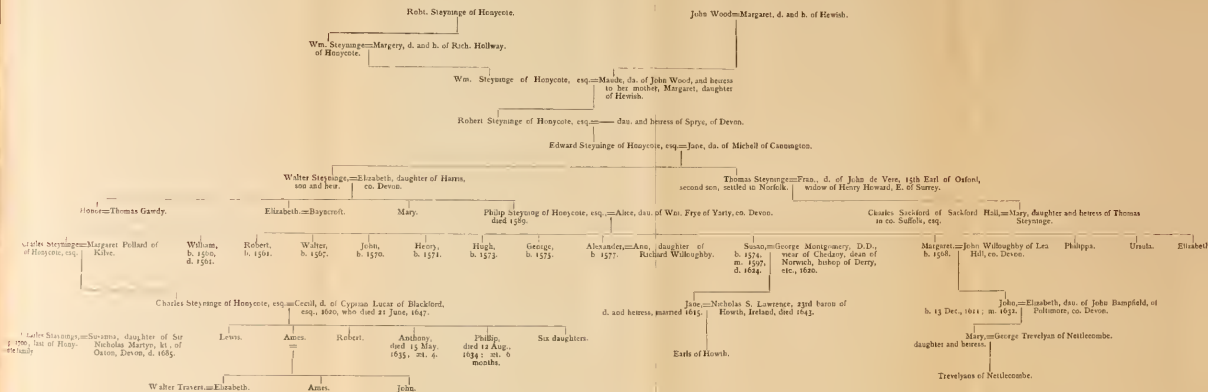 Robt. Steyninge of Honycote.
John Wood=Margaret, d. and h. of Hewish.
Wm. Steyninge=Margery, d. and h. of Rich. Hollway.
of Honycote.
Wm. Steyninge of Honycote, esq.=Maude, da. of John Wood, and heiress
to her mother, Margaret, daughter
of Hewish.
Robert Steyninge of Honycote, esq.=—— dau. and heiress of Sprye, of Devon.
Edward Steyninge of Honycote, esq.=Jane, da. of Michell of Cannington.
Walter Steyninge,=Elizabeth, daughter of Harris,
son and heir. co. Devon.
Thomas Steyninge=Fran., d. of John de Vere, 15th Earl of Oxford,
second son, settled in Norfolk. widow of Henry Howard, E. of Surrey.
Honor=Thomas Gawdy.
Elizabeth.=Bayncroft.
Mary.
Philip Steyning of Honycote, esq.,=Alice, dau. of Wm. Frye of Yarty, co. Devon.
died 1589.
Charles Sackford of Sackford Hall,=Mary, daughter and heiress of Thomas
in co. Suffolk, esq. Steyninge.
Charles Steyninge=Margaret Pollard of
of Honycote, esq. Kilve.
William,
b. 1560,
d. 1561.
Robert,
b. 1561.
Walter,
b. 1567.
John,
b. 1570.
Henry,
b. 1571.
Hugh,
b. 1573.
George,
b. 1575.
Alexander,=Ane, daughter of
b. 1577. Richard Willoughby.
Susan,=George Montgomery, D.D.,
b. 1574. vicar of Chedzoy, dean of
m. 1597, Norwich, bishop of Derry,
d. 1624. etc., 1620.
Margaret.=John Willoughby of Lea
b. 1568. Hill, co. Devon.
Philippa.
Ursula.
Elizabeth
Charles Steyninge of Honycote, esq.=Cecill, d. of Cyprian Lucar of Blackford,
esq., 1620, who died 21 June, 1647.
Jane,=Nicholas S. Lawrence, 23rd baron of
d. and heiress, married 1615. Howth, Ireland, died 1643.
John,=Elizabeth, dau. of John Bampfield, of
b. 13 Dec., 1611; m. 1632. Poltimore, co. Devon.
Charles Steyninge,=Susanna, daughter of Sir
1700, last of Hony- Nicholas Martyn, kt., of
family Oxton, Devon, d. 1685.
Lewis.
Ames.
=
Robert.
Anthony,
died 15 May,
1635, æt. 4.
Phillip,
died 12 Aug.,
1634: æt. 6
months.
Six daughters.
Earls of Howth.
Mary,=George Trevelyan of Nettlecombe.
daughter and heiress.
Trevelyans of Nettlecombe.
Walter Travers.=Elizabeth.
Ames.
John.